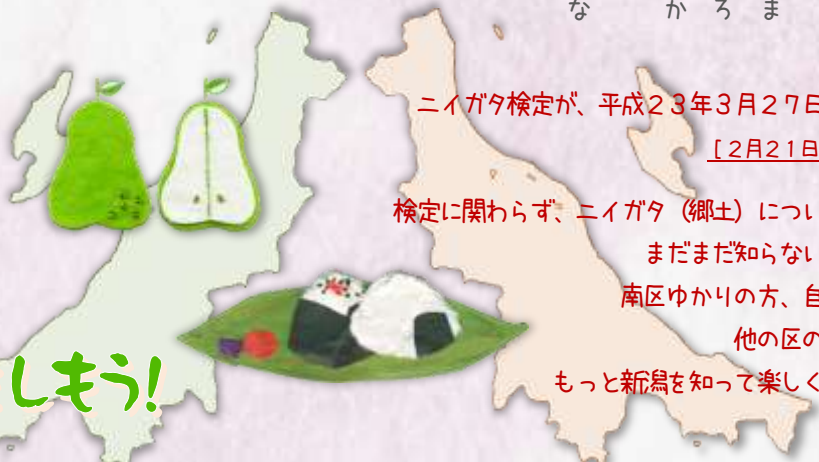 な か ろ ま
ニイガタ検定が、平成23年3月27日
[2月21日
検定に関わらず、ニイガタ（郷土）につい
まだまだ知らない
南区ゆかりの方、自
他の区の
もっと新潟を知って楽しく
しもう!